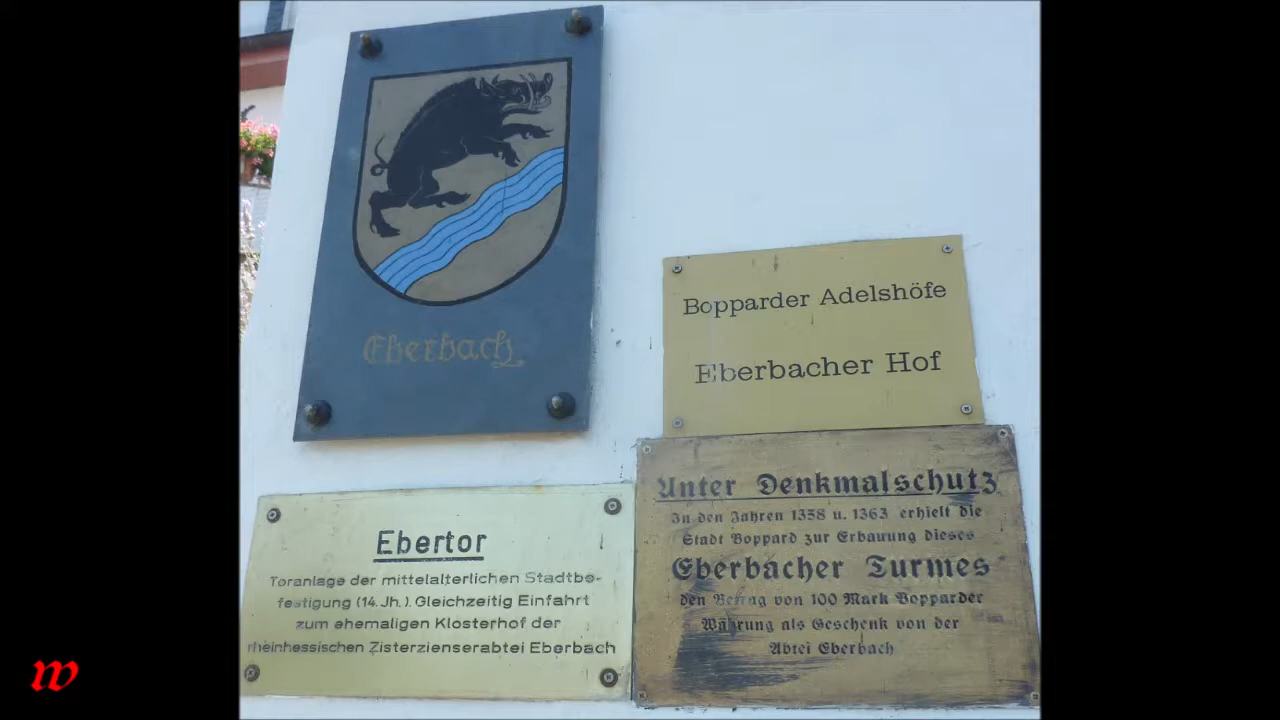 Eberbach
Bopparder Adelshöfe
Eberbacher Hof
Ebertor
Toranlage der mittelalterlichen Stadtbe-
festigung (14. Jh.). Gleichzeitig Einfahrt
zum ehemaligen Klosterhof der
rheinhessischen Zisterzienserabtei Eberbach
Unter Denkmalschutz
In den Jahren 1358 u. 1363 erhielt die
Stadt Boppard zur Erbauung dieses
Eberbacher Turmes
den Betrag von 100 Mark Bopparder
Währung als Geschenk von der
Abtei Eberbach
w